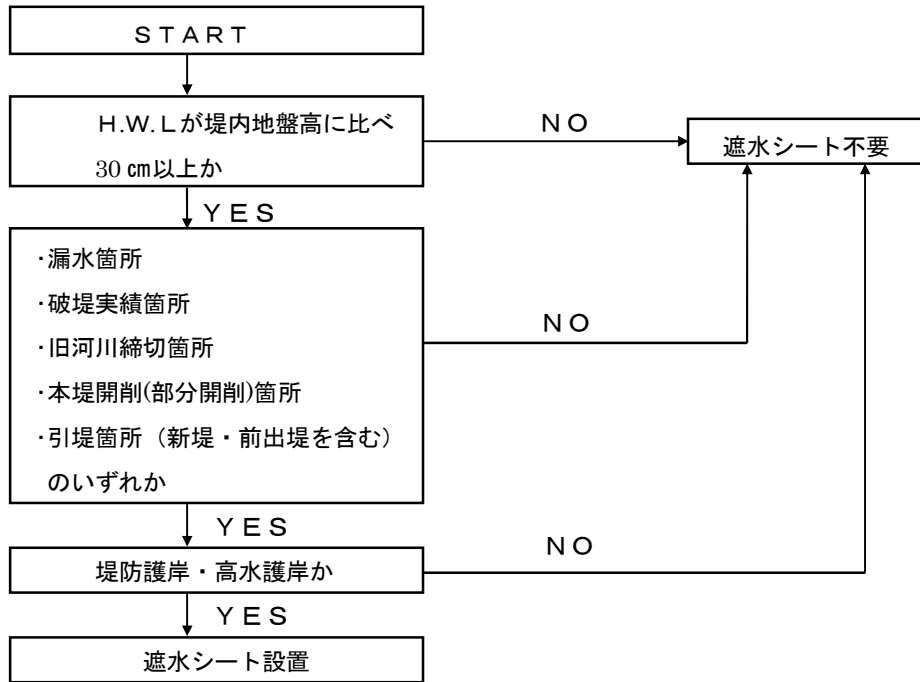 ＳＴＡＲＴ
Ｈ.Ｗ.Ｌが堤内地盤高に比べ
30㎝以上か
ＮＯ
遮水シート不要
ＹＥＳ
・漏水箇所
・破堤実績箇所
・旧河川締切箇所
・本堤開削(部分開削)箇所
・引堤箇所（新堤・前出堤を含む）
のいずれか
ＮＯ
ＹＥＳ
堤防護岸・高水護岸か
ＮＯ
ＹＥＳ
遮水シート設置